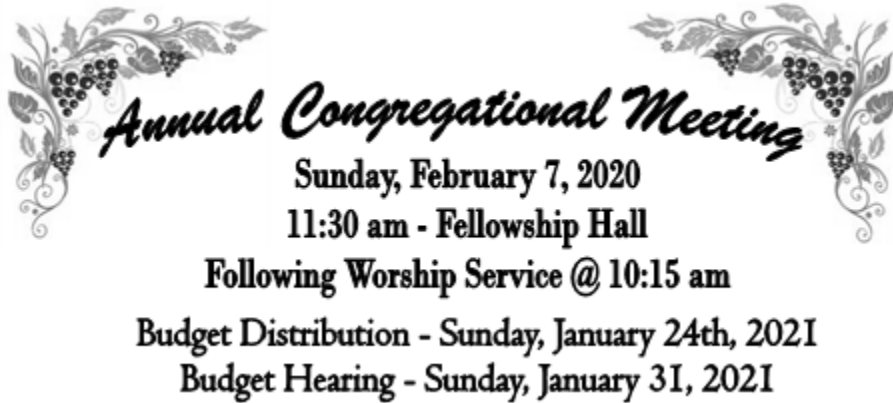 Annual Congregational Meeting
Sunday, February 7, 2020
11:30 am - Fellowship Hall
Following Worship Service @ 10:15 am
Budget Distribution - Sunday, January 24th, 2021
Budget Hearing - Sunday, January 31, 2021